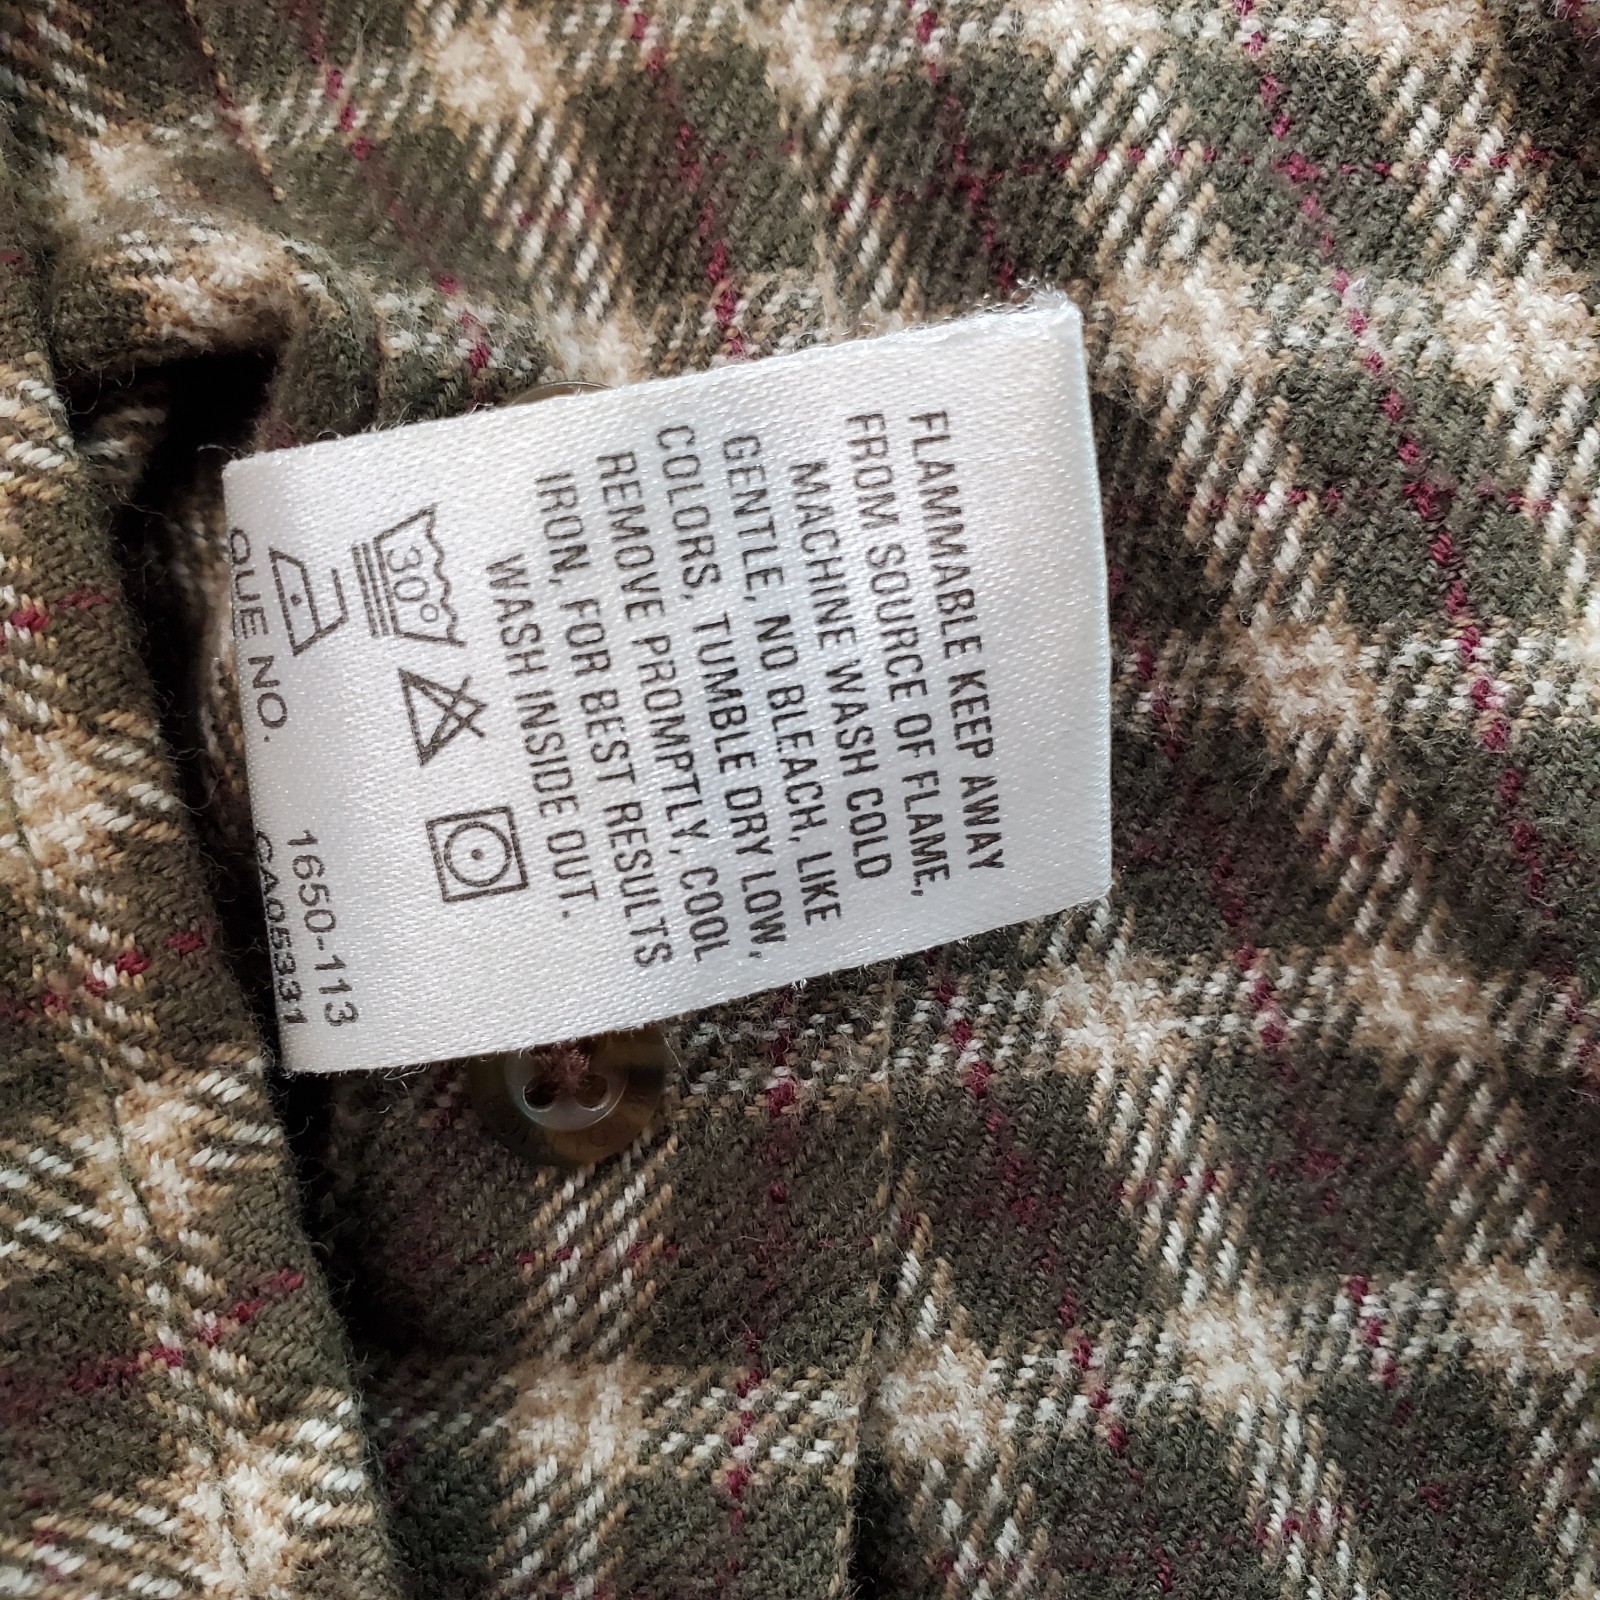 FLAMMABLE KEEP AWAY
FROM SOURCE OF FLAME,
MACHINE WASH COLD
GENTLE, NO BLEACH, LIKE
COLORS, TUMBLE DRY LOW,
REMOVE PROMPTLY, COOL
IRON, FOR BEST RESULTS
WASH INSIDE OUT.
30°
1650-113
QUE NO. CA05331